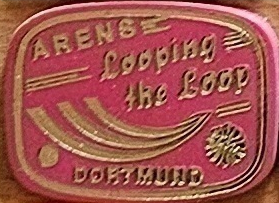 ARENS
Looping
the Loop
DORTMUND